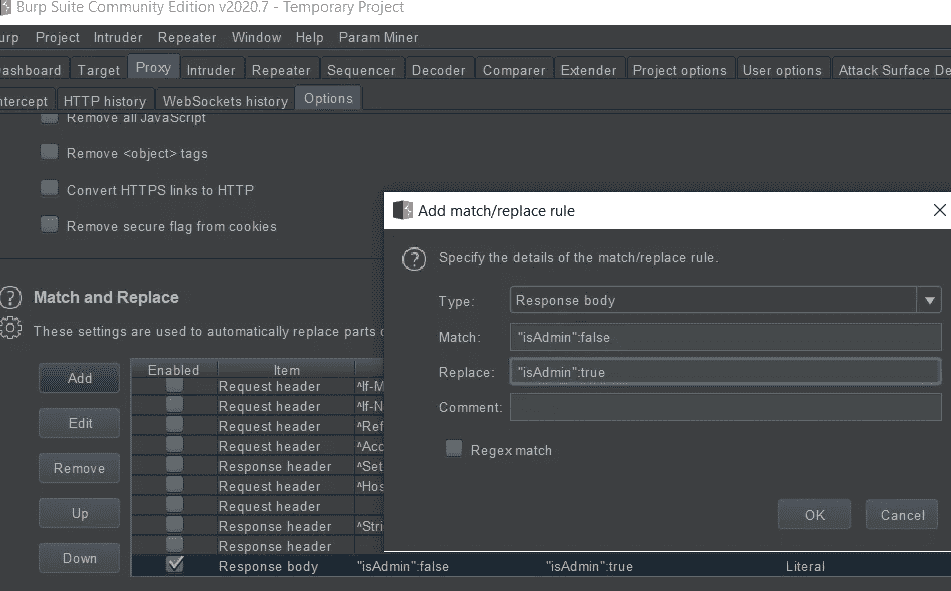 Burp Suite Community Edition v2020.7 - Temporary Project
urp Project Intruder Repeater Window Help Param Miner
ashboard Target Proxy Intruder Repeater Sequencer Decoder Comparer Extender Project options User options Attack Surface De
ntercept HTTP history WebSockets history Options
Remove all JavaScript
Remove <object> tags
Convert HTTPS links to HTTP
Remove secure flag from cookies
Add match/replace rule
? Specify the details of the match/replace rule.
Type: Response body
Match: "isAdmin":false
Replace: "isAdmin":true
Comment:
Regex match
OK Cancel
? Match and Replace
These settings are used to automatically replace parts
Add
Edit
Remove
Up
Down
Enabled Item
Request header ^If-M
Request header ^If-N
Request header ^Ref
Request header ^Acc
Response header ^Set
Request header ^Hos
Request header
Response header ^Stri
Response header
Response body "isAdmin":false "isAdmin":true Literal